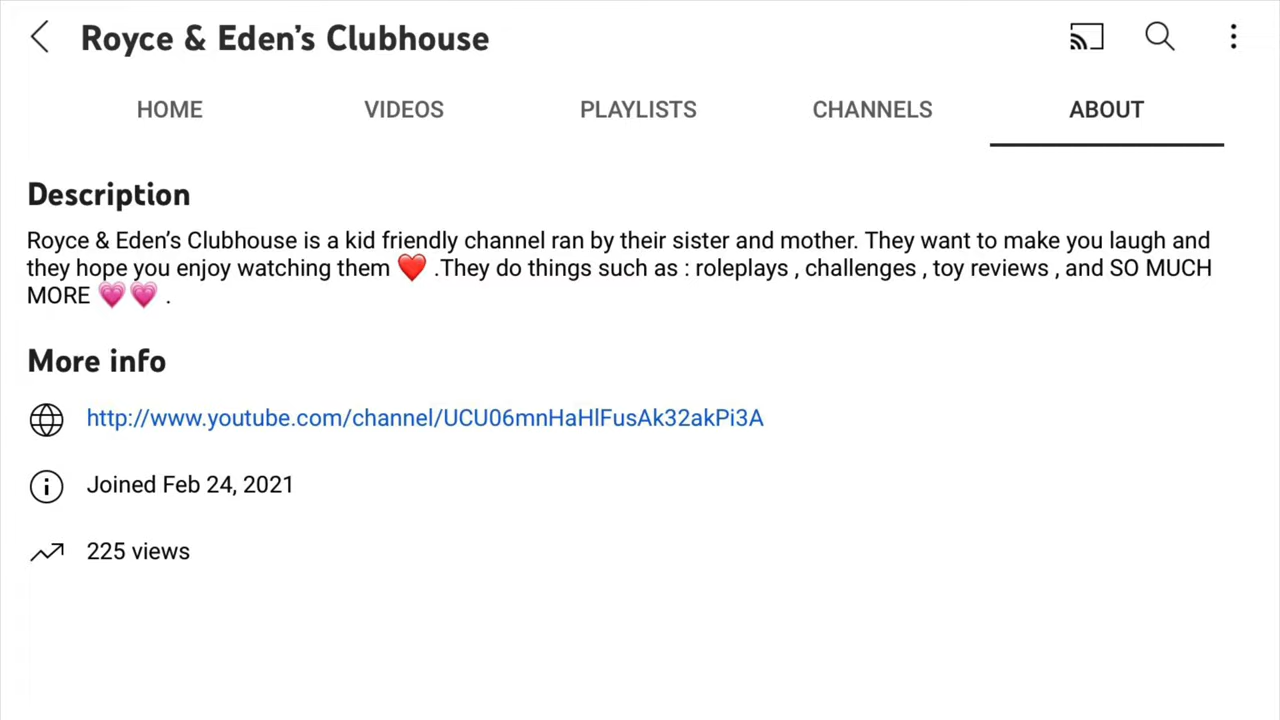 Royce & Eden’s Clubhouse
HOME VIDEOS PLAYLISTS CHANNELS ABOUT
Description
Royce & Eden’s Clubhouse is a kid friendly channel ran by their sister and mother. They want to make you laugh and
they hope you enjoy watching them ❤️ .They do things such as : roleplays , challenges , toy reviews , and SO MUCH
MORE 💗💗 .
More info
http://www.youtube.com/channel/UCU06mnHaHlFusAk32akPi3A
Joined Feb 24, 2021
225 views